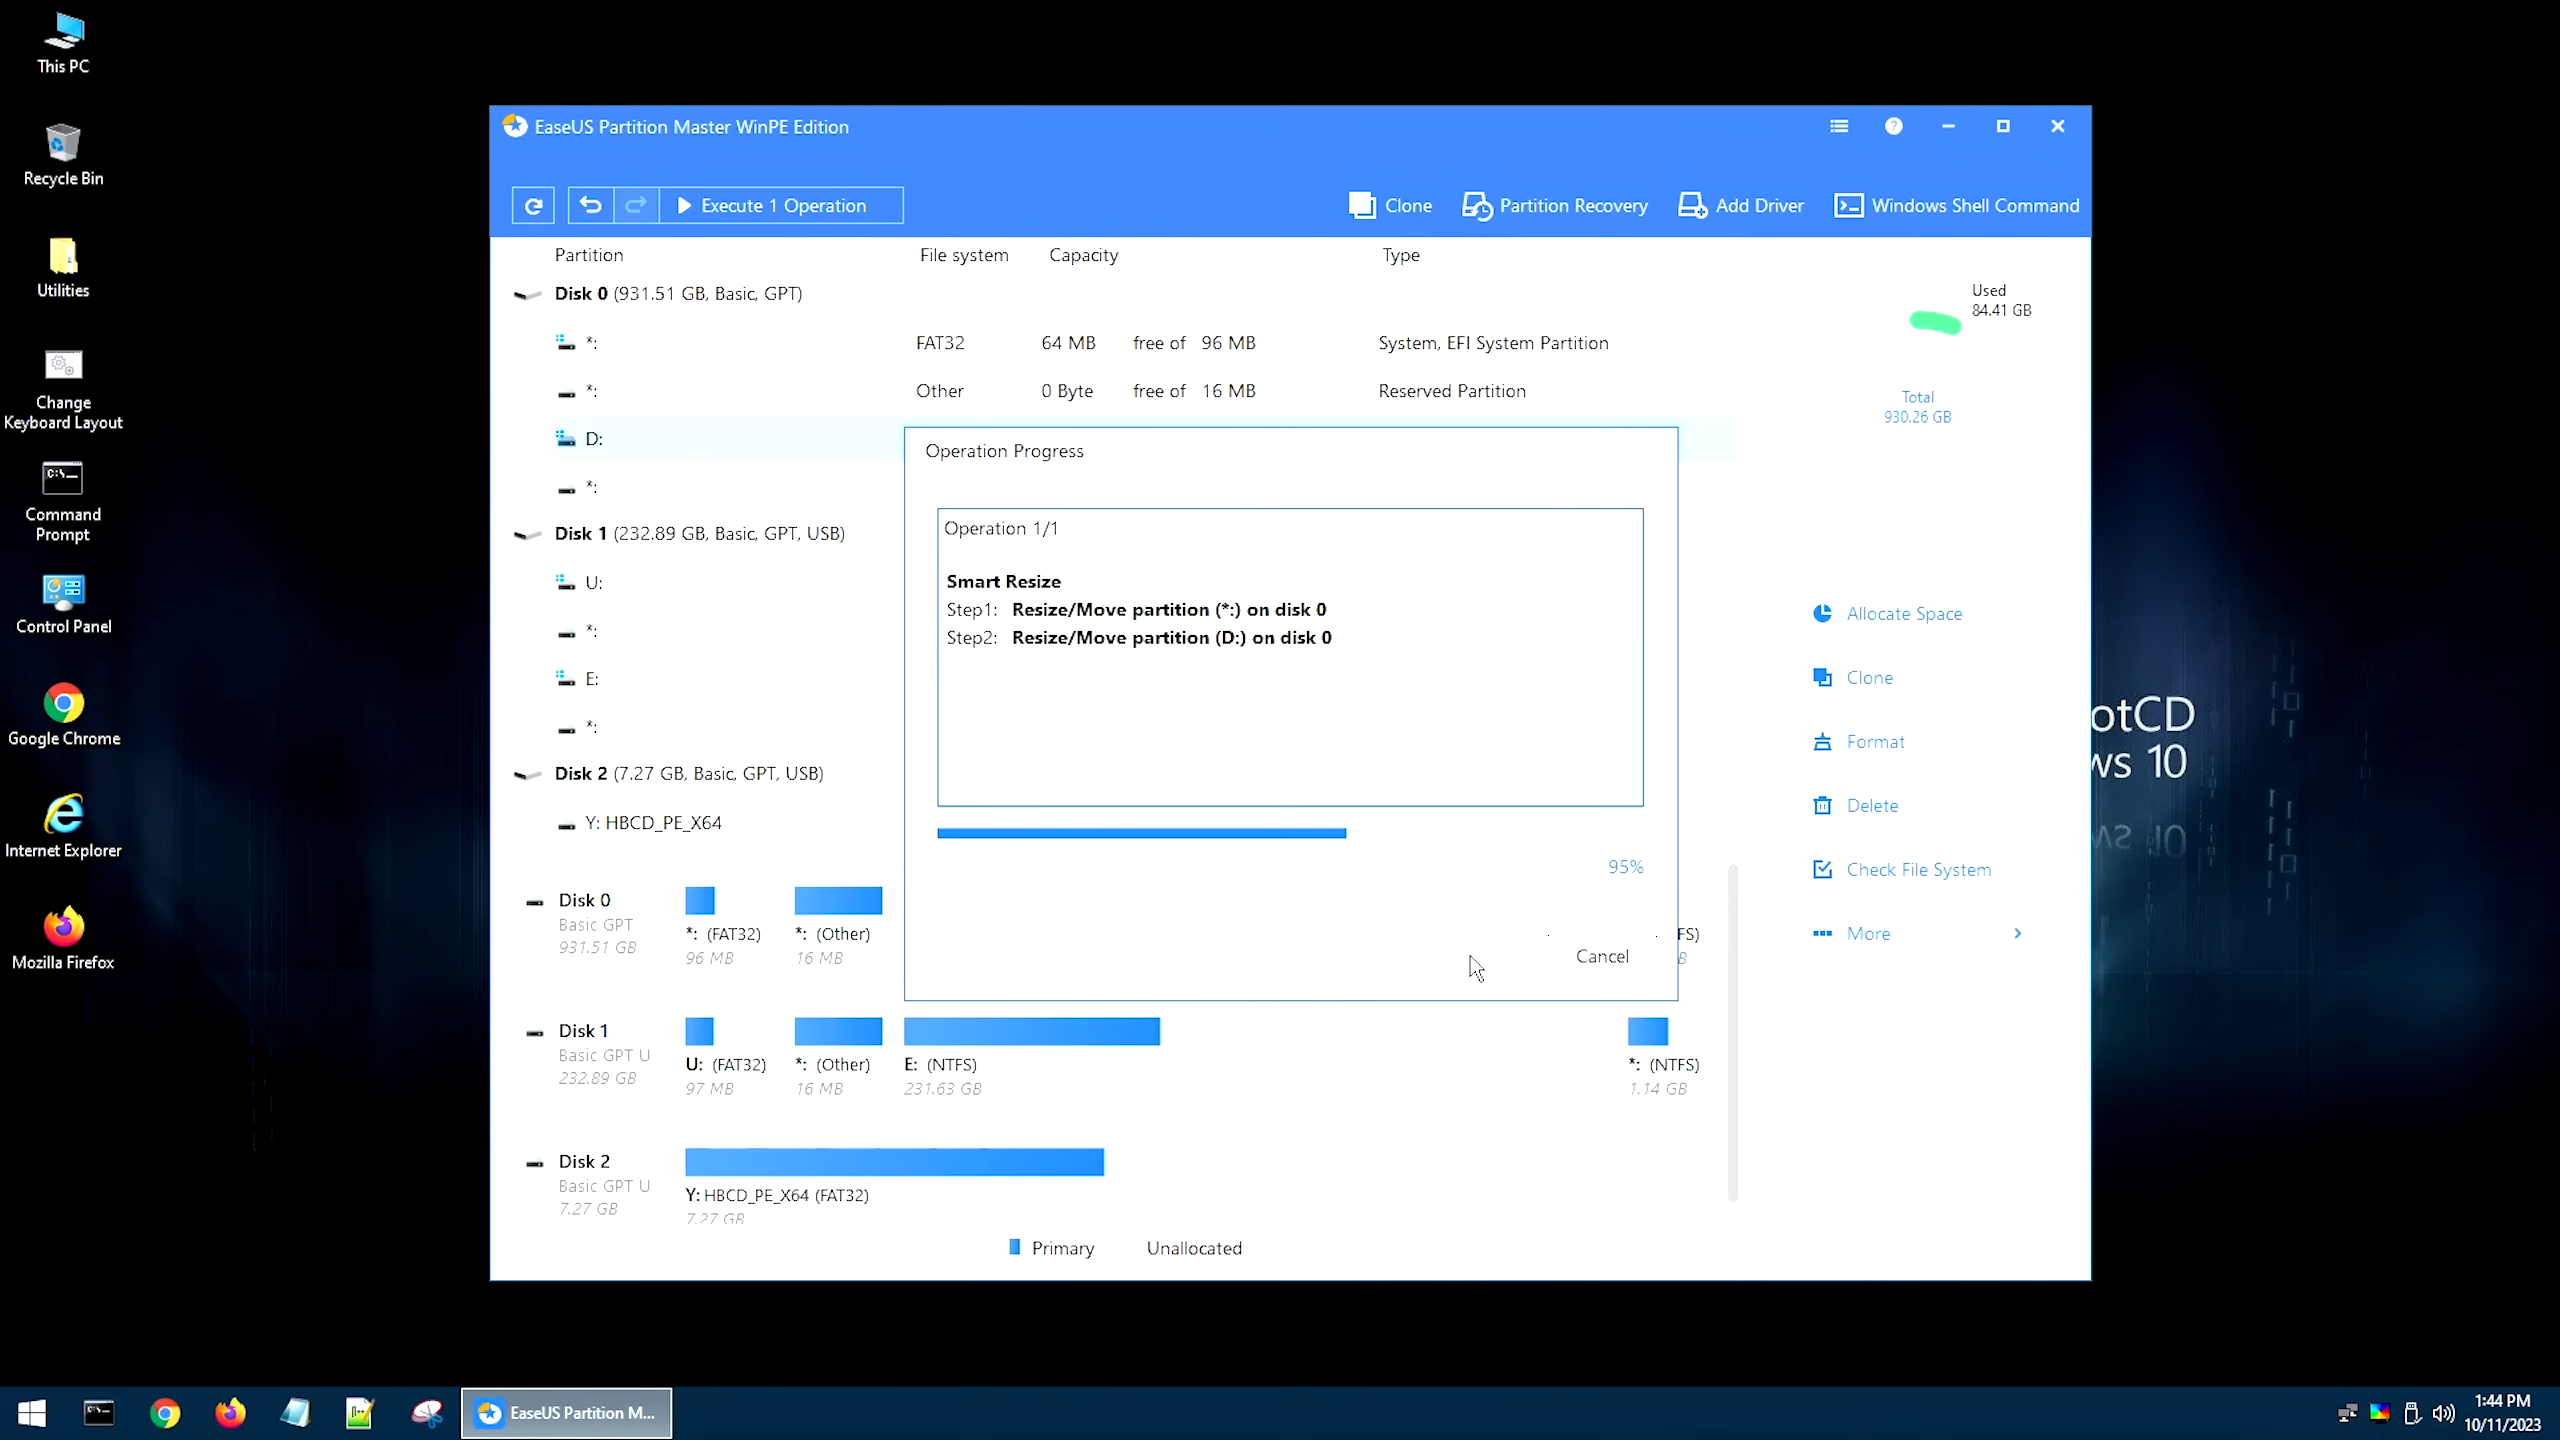 This PC
Recycle Bin
Utilities
Change
Keyboard Layout
Command
Prompt
Control Panel
Google Chrome
Internet Explorer
Mozilla Firefox
EaseUS Partition Master WinPE Edition
Execute 1 Operation
Clone
Partition Recovery
Add Driver
Windows Shell Command
Partition File system Capacity Type
Disk 0 (931.51 GB, Basic, GPT)
*: FAT32 64 MB free of 96 MB System, EFI System Partition
*: Other 0 Byte free of 16 MB Reserved Partition
D:
*:
Disk 1 (232.89 GB, Basic, GPT, USB)
U:
*:
E:
*:
Disk 2 (7.27 GB, Basic, GPT, USB)
Y: HBCD_PE_X64
Operation Progress
Operation 1/1
Smart Resize
Step1: Resize/Move partition (*:) on disk 0
Step2: Resize/Move partition (D:) on disk 0
95%
Cancel
Used
84.41 GB
Total
930.26 GB
Allocate Space
Clone
Format
Delete
Check File System
More
Disk 0
Basic GPT
931.51 GB
*: (FAT32)
96 MB
*: (Other)
16 MB
FS)
B
Disk 1
Basic GPT U
232.89 GB
U: (FAT32)
97 MB
*: (Other)
16 MB
E: (NTFS)
231.63 GB
*: (NTFS)
1.14 GB
Disk 2
Basic GPT U
7.27 GB
Y: HBCD_PE_X64 (FAT32)
7.27 GB
Primary
Unallocated
otCD
ws 10
EaseUS Partition M...
1:44 PM
10/11/2023